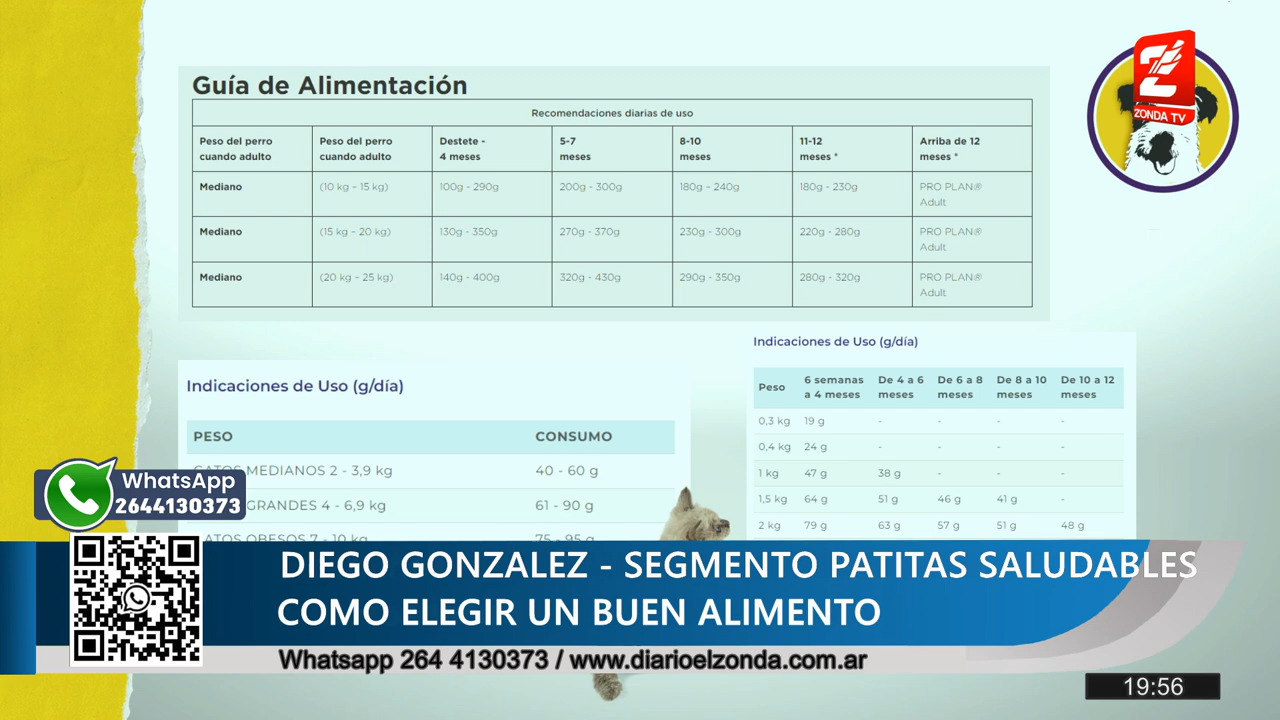 Guía de Alimentación
Recomendaciones diarias de uso
Peso del perro cuando adulto | Peso del perro cuando adulto | Destete - 4 meses | 5-7 meses | 8-10 meses | 11-12 meses * | Arriba de 12 meses *
Mediano | (10 kg – 15 kg) | 100g - 290g | 200g - 300g | 180g – 240g | 180g - 230g | PRO PLAN® Adult
Mediano | (15 kg – 20 kg) | 130g - 350g | 270g - 370g | 230g - 300g | 220g - 280g | PRO PLAN® Adult
Mediano | (20 kg – 25 kg) | 140g - 400g | 320g - 430g | 290g - 350g | 280g - 320g | PRO PLAN® Adult
ZONDA TV
Indicaciones de Uso (g/día)
PESO | CONSUMO
GATOS MEDIANOS 2 - 3,9 kg | 40 - 60 g
GRANDES 4 - 6,9 kg | 61 - 90 g
GATOS OBESOS 7 - 10 kg | 75 - 95 g
Indicaciones de Uso (g/día)
Peso | 6 semanas a 4 meses | De 4 a 6 meses | De 6 a 8 meses | De 8 a 10 meses | De 10 a 12 meses
0,3 kg | 19 g | - | - | - | -
0,4 kg | 24 g | - | - | - | -
1 kg | 47 g | 38 g | - | - | -
1,5 kg | 64 g | 51 g | 46 g | 41 g | -
2 kg | 79 g | 63 g | 57 g | 51 g | 48 g
WhatsApp
2644130373
DIEGO GONZALEZ - SEGMENTO PATITAS SALUDABLES
COMO ELEGIR UN BUEN ALIMENTO
Whatsapp 264 4130373 / www.diarioelzonda.com.ar
19:56